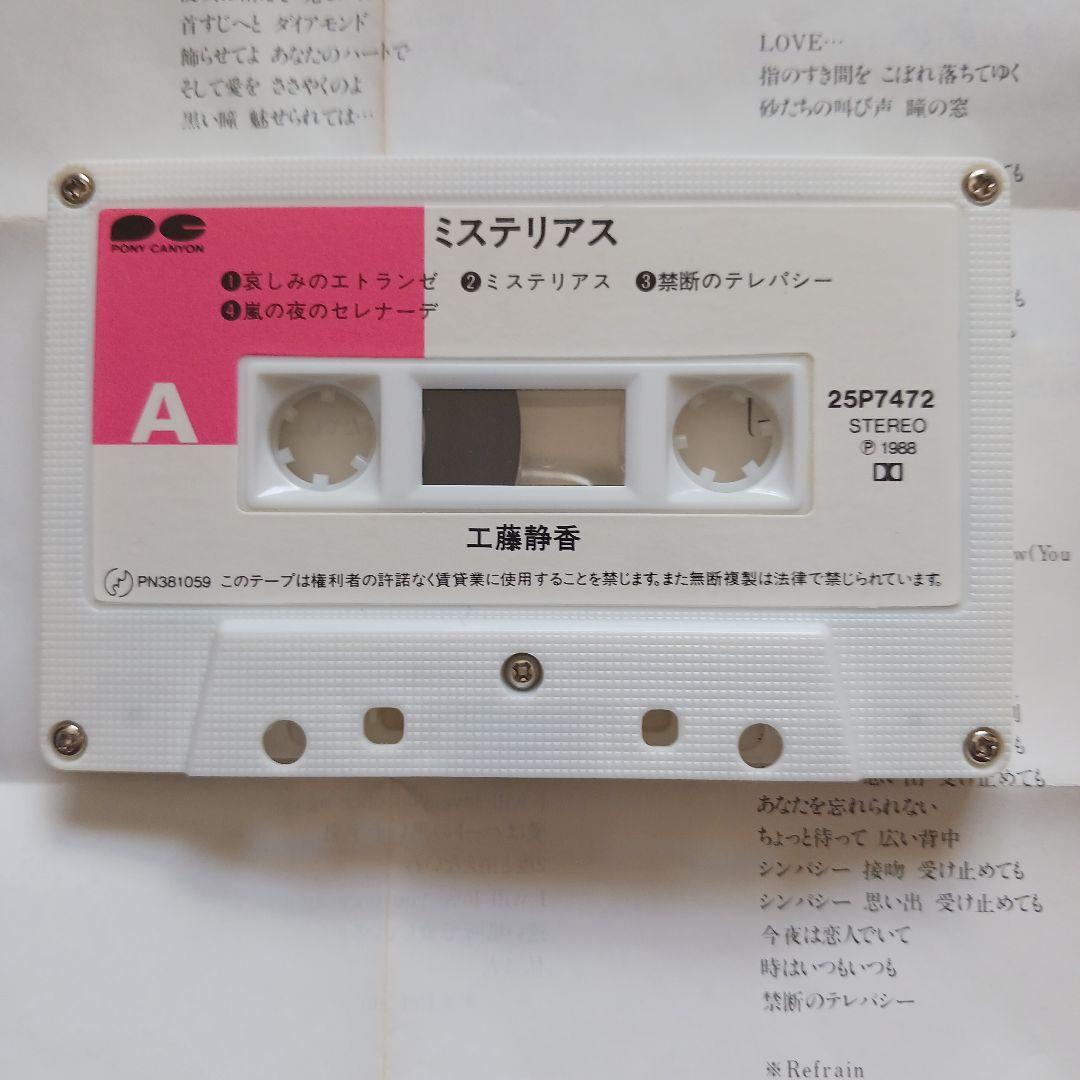 首すじへと ダイアモンド
飾らせてよ あなたのハートで
そして愛を ささやくのよ
黒い瞳 魅せられては…
LOVE…
指のすき間を こぼれ落ちてゆく
砂たちの叫び声 瞳の窓
も
PONY CANYON
ミステリアス
❶哀しみのエトランゼ ❷ミステリアス ❸禁断のテレパシー
❹嵐の夜のセレナーデ
A
25P7472
STEREO
Ⓟ 1988
工藤静香
PN381059 このテープは権利者の許諾なく賃貸業に使用することを禁じます。また無断複製は法律で禁じられています。
w(You
も
思い出 受け止めても
あなたを忘れられない
ちょっと待って 広い背中
シンパシー 接吻 受け止めても
シンパシー 思い出 受け止めても
今夜は恋人でいて
時はいつもいつも
禁断のテレパシー
※Refrain